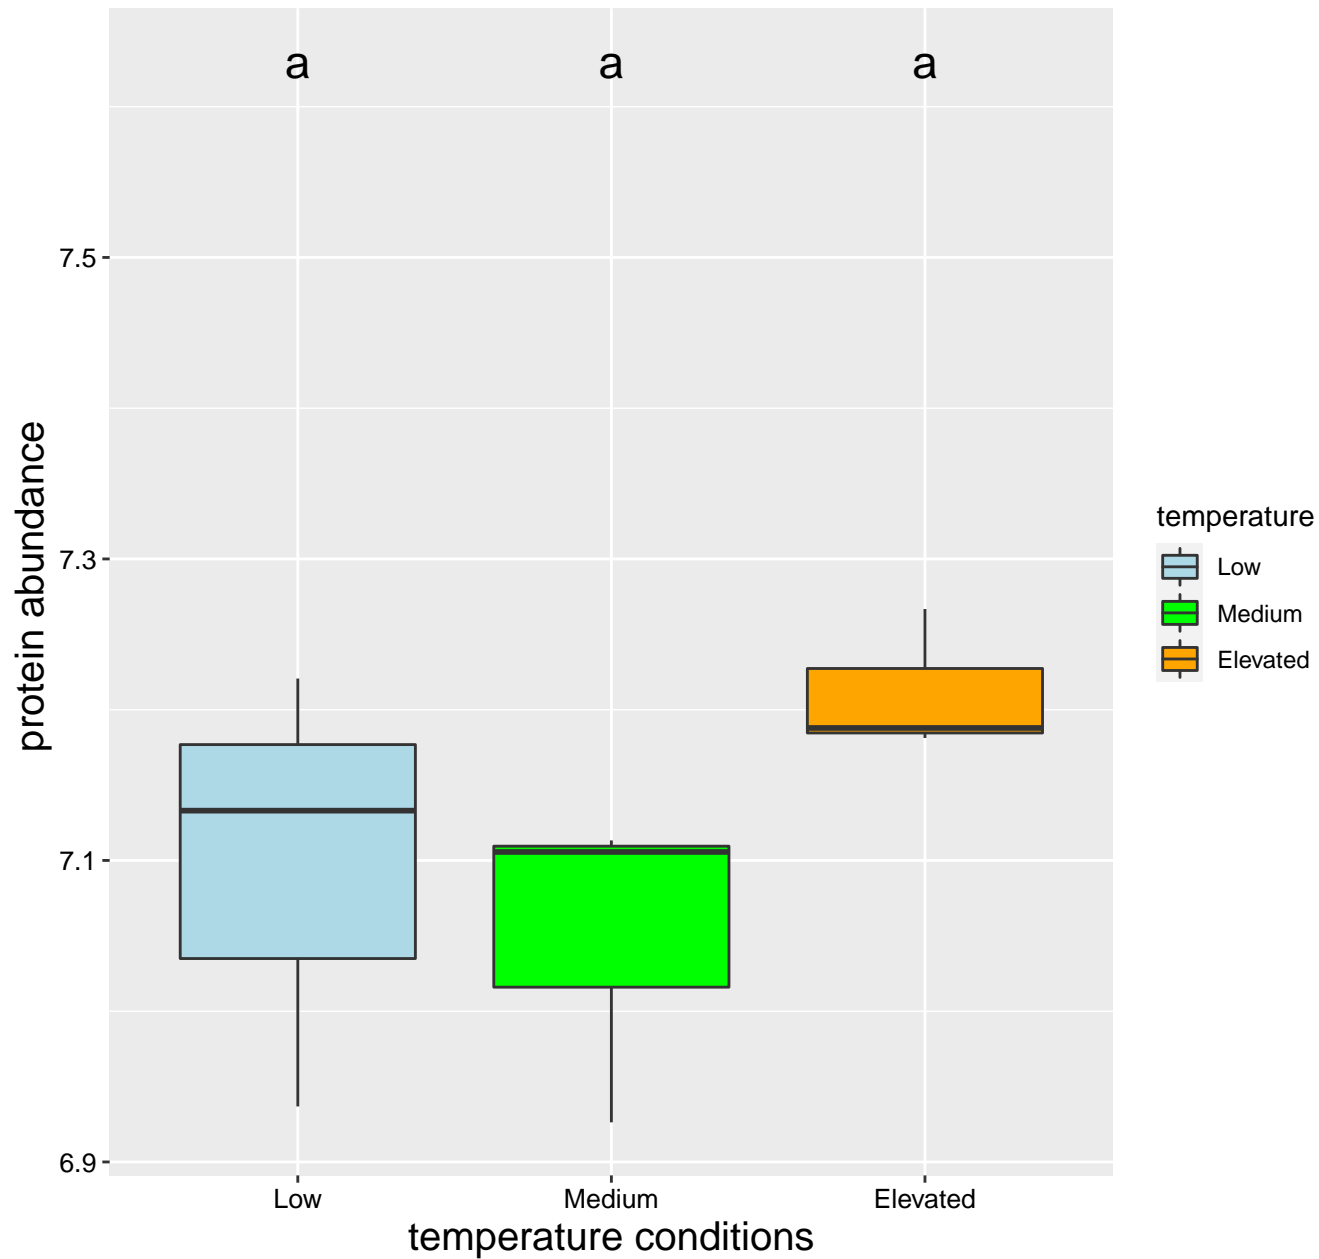 a a a
7.5
7.3
7.1
6.9
protein abundance
Low Medium Elevated
temperature conditions
temperature
Low
Medium
Elevated